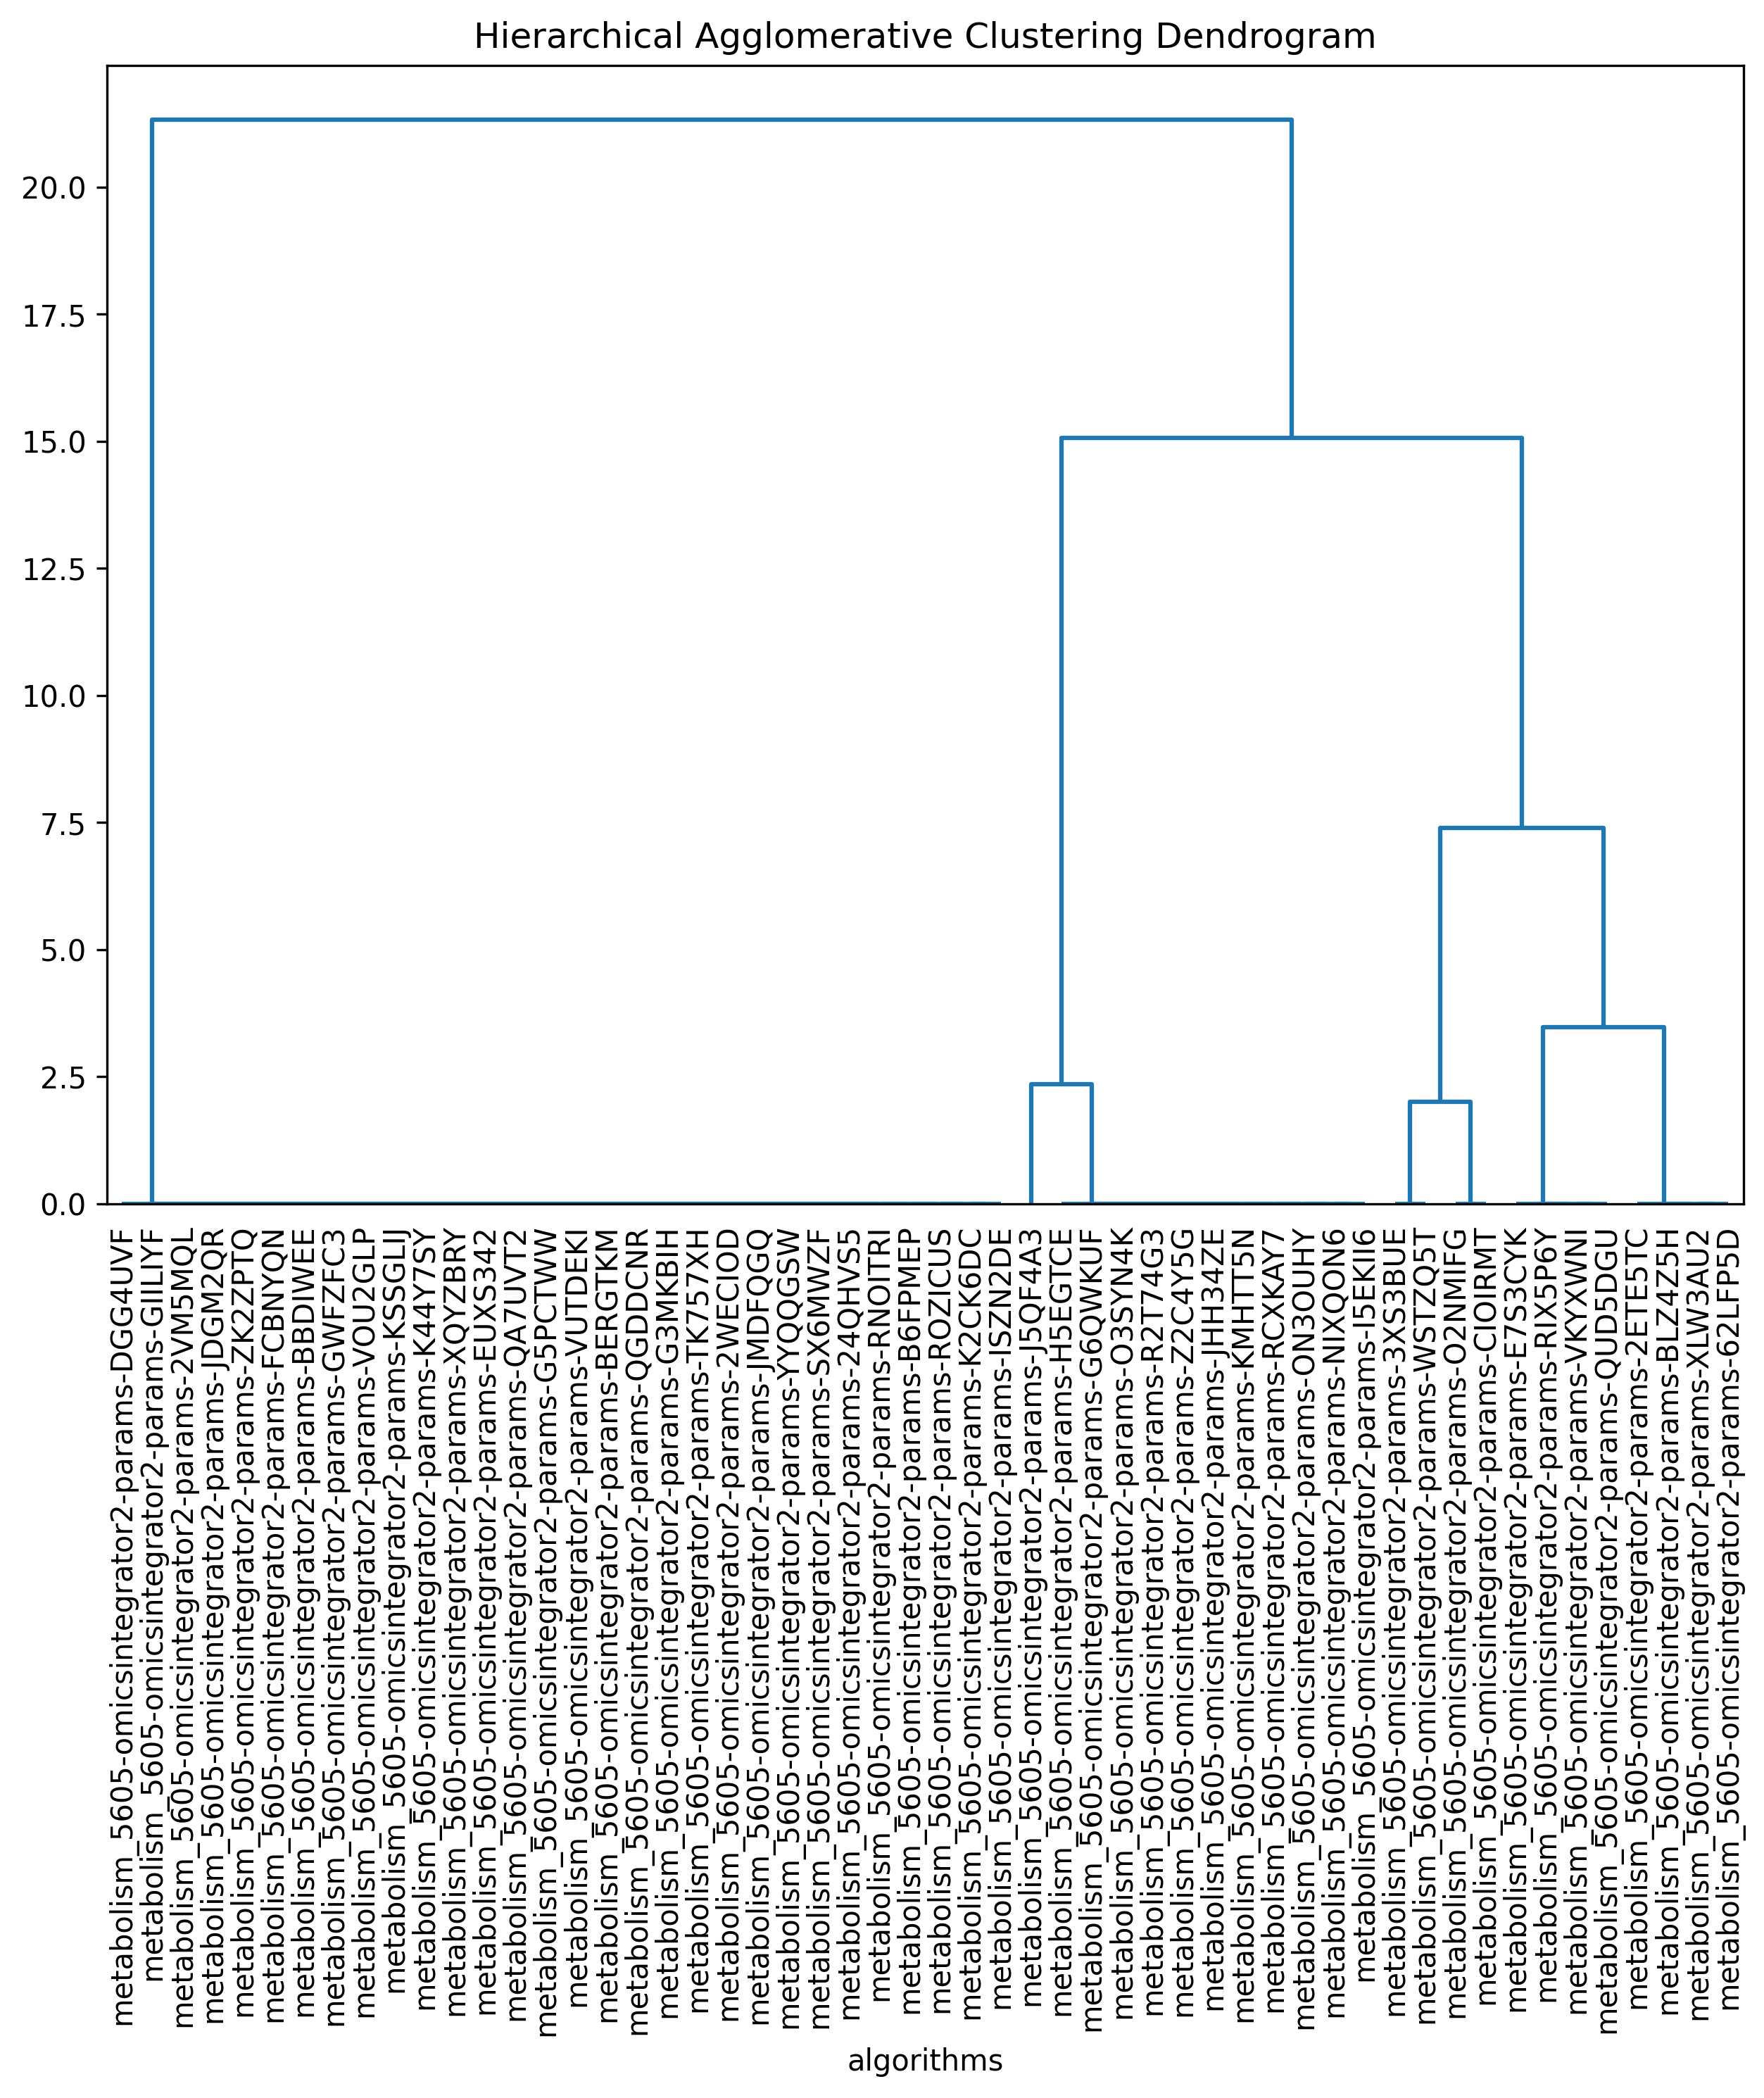 Hierarchical Agglomerative Clustering Dendrogram
20.0
17.5
15.0
12.5
10.0
7.5
5.0
2.5
0.0
metabolism_5605-omicsintegrator2-params-DGG4UVF
metabolism_5605-omicsintegrator2-params-GIILIYF
metabolism_5605-omicsintegrator2-params-2VM5MQL
metabolism_5605-omicsintegrator2-params-JDGM2QR
metabolism_5605-omicsintegrator2-params-ZK2ZPTQ
metabolism_5605-omicsintegrator2-params-FCBNYQN
metabolism_5605-omicsintegrator2-params-BBDIWEE
metabolism_5605-omicsintegrator2-params-GWFZFC3
metabolism_5605-omicsintegrator2-params-VOU2GLP
metabolism_5605-omicsintegrator2-params-KSSGLIJ
metabolism_5605-omicsintegrator2-params-K44Y7SY
metabolism_5605-omicsintegrator2-params-XQYZBRY
metabolism_5605-omicsintegrator2-params-EUXS342
metabolism_5605-omicsintegrator2-params-QA7UVT2
metabolism_5605-omicsintegrator2-params-G5PCTWW
metabolism_5605-omicsintegrator2-params-VUTDEKI
metabolism_5605-omicsintegrator2-params-BERGTKM
metabolism_5605-omicsintegrator2-params-QGDDCNR
metabolism_5605-omicsintegrator2-params-G3MKBIH
metabolism_5605-omicsintegrator2-params-TK757XH
metabolism_5605-omicsintegrator2-params-2WECIOD
metabolism_5605-omicsintegrator2-params-JMDFQGQ
metabolism_5605-omicsintegrator2-params-YYQQGSW
metabolism_5605-omicsintegrator2-params-SX6MWZF
metabolism_5605-omicsintegrator2-params-24QHVS5
metabolism_5605-omicsintegrator2-params-RNOITRI
metabolism_5605-omicsintegrator2-params-B6FPMEP
metabolism_5605-omicsintegrator2-params-ROZICUS
metabolism_5605-omicsintegrator2-params-K2CK6DC
metabolism_5605-omicsintegrator2-params-ISZN2DE
metabolism_5605-omicsintegrator2-params-J5QF4A3
metabolism_5605-omicsintegrator2-params-H5EGTCE
metabolism_5605-omicsintegrator2-params-G6QWKUF
metabolism_5605-omicsintegrator2-params-O3SYN4K
metabolism_5605-omicsintegrator2-params-R2T74G3
metabolism_5605-omicsintegrator2-params-Z2C4Y5G
metabolism_5605-omicsintegrator2-params-JHH34ZE
metabolism_5605-omicsintegrator2-params-KMHTT5N
metabolism_5605-omicsintegrator2-params-RCXKAY7
metabolism_5605-omicsintegrator2-params-ON3OUHY
metabolism_5605-omicsintegrator2-params-NIXQON6
metabolism_5605-omicsintegrator2-params-I5EKII6
metabolism_5605-omicsintegrator2-params-3XS3BUE
metabolism_5605-omicsintegrator2-params-WSTZQ5T
metabolism_5605-omicsintegrator2-params-O2NMIFG
metabolism_5605-omicsintegrator2-params-CIOIRMT
metabolism_5605-omicsintegrator2-params-E7S3CYK
metabolism_5605-omicsintegrator2-params-RIX5P6Y
metabolism_5605-omicsintegrator2-params-VKYXWNI
metabolism_5605-omicsintegrator2-params-QUD5DGU
metabolism_5605-omicsintegrator2-params-2ETE5TC
metabolism_5605-omicsintegrator2-params-BLZ4Z5H
metabolism_5605-omicsintegrator2-params-XLW3AU2
metabolism_5605-omicsintegrator2-params-62LFP5D
algorithms